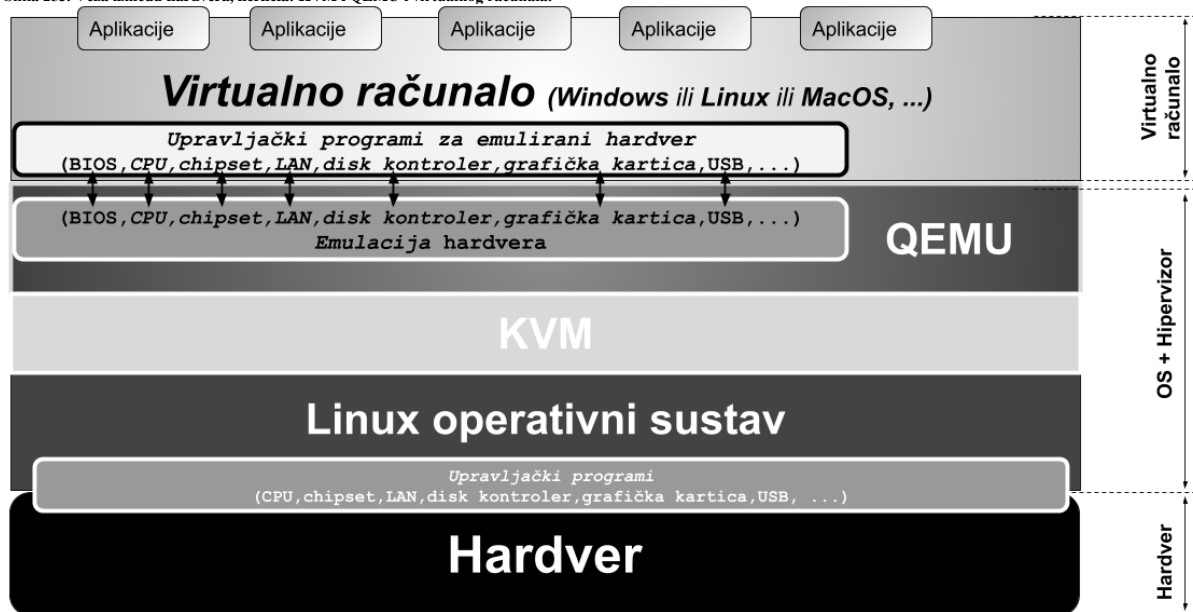 Aplikacije Aplikacije Aplikacije Aplikacije Aplikacije
Virtualno računalo (Windows ili Linux ili MacOS, ...)
Upravljački programi za emulirani hardver
(BIOS,CPU,chipset,LAN,disk kontroler,grafička kartica,USB,...)
(BIOS,CPU,chipset,LAN,disk kontroler,grafička kartica,USB,...)
Emulacija hardvera
QEMU
KVM
Linux operativni sustav
Upravljački programi
(CPU,chipset,LAN,disk kontroler,grafička kartica,USB, ...)
Hardver
Virtualno
računalo
OS + Hipervizor
Hardver